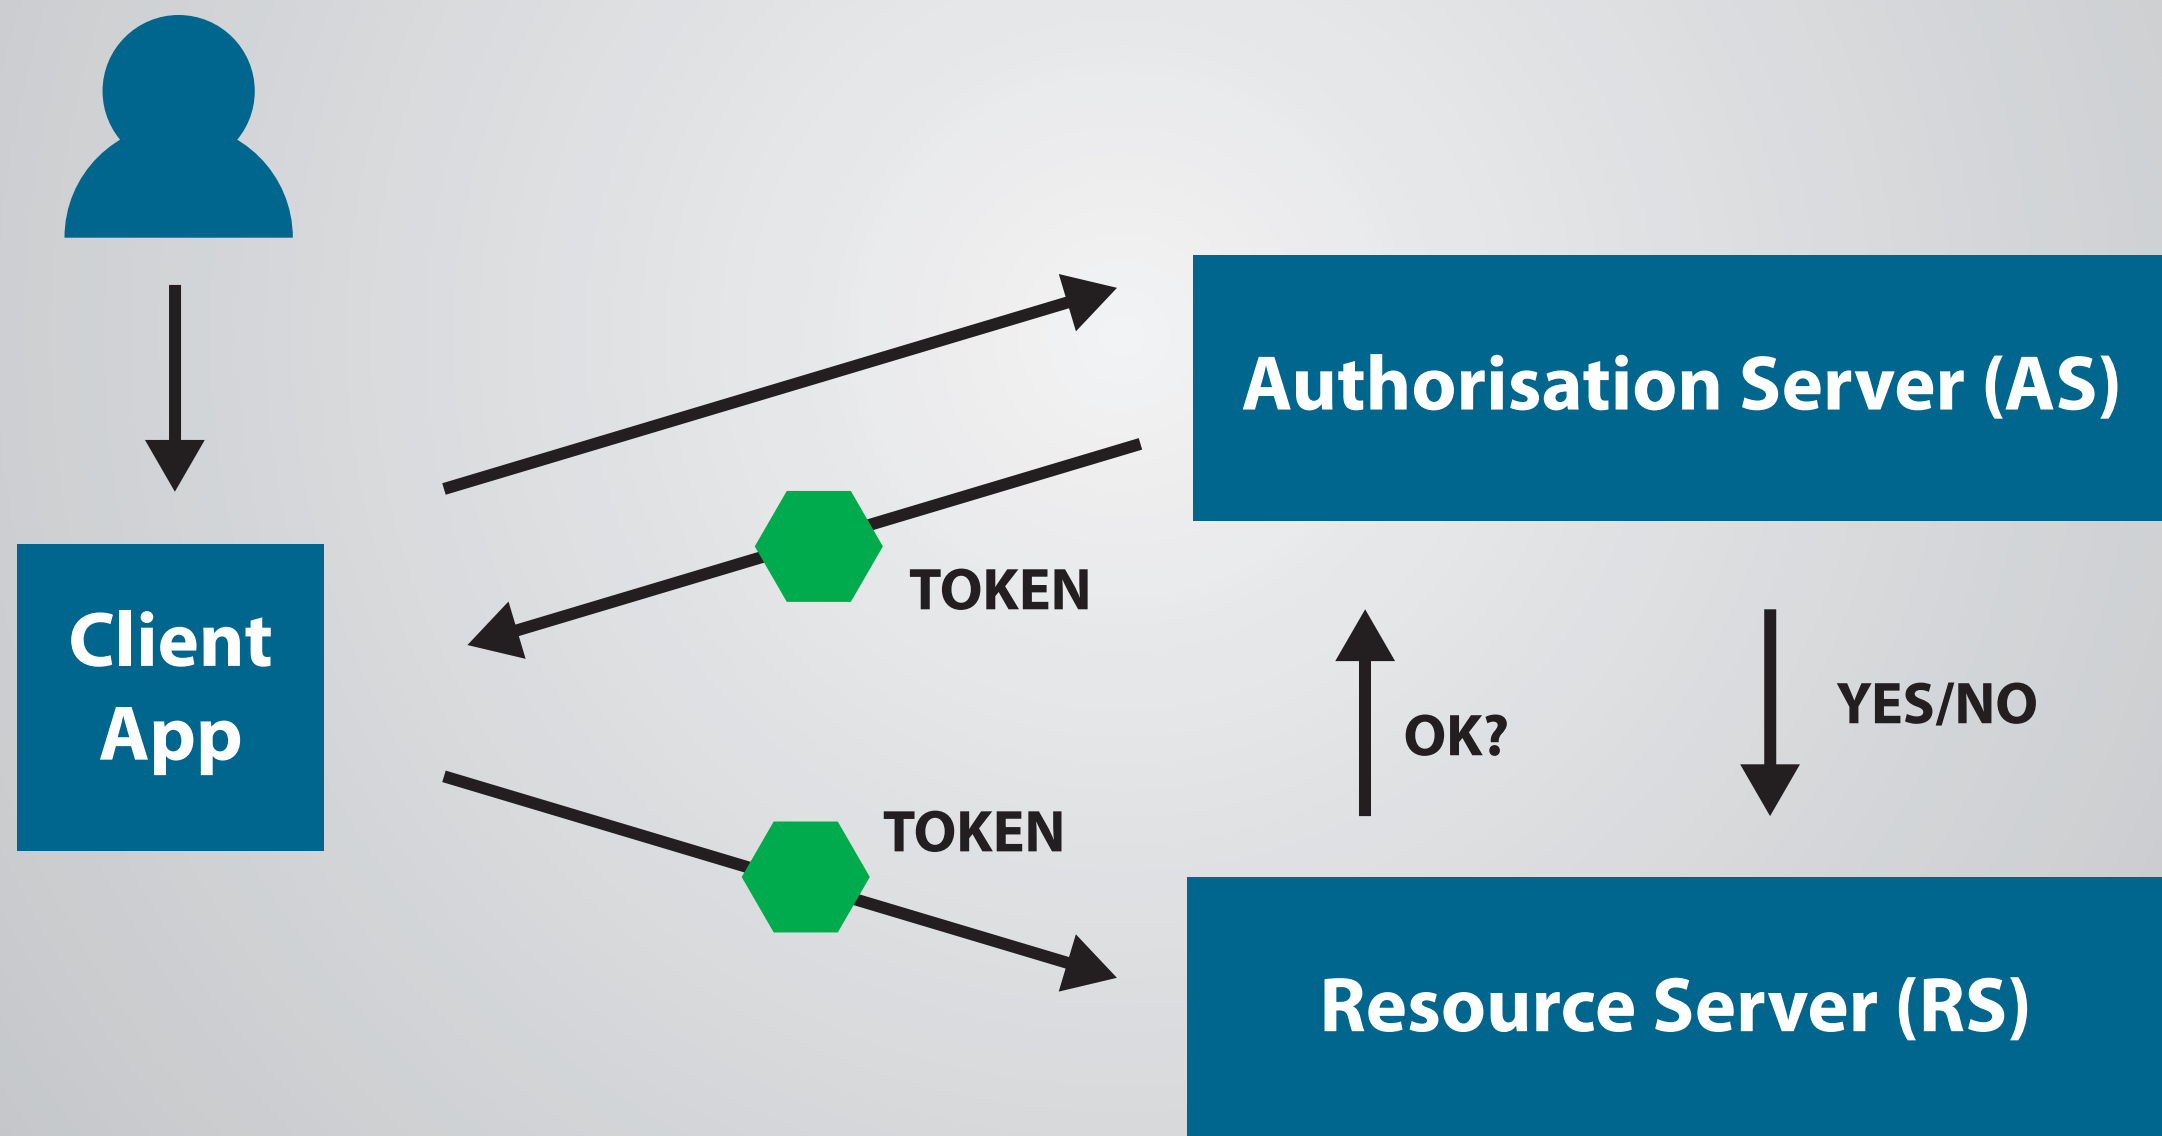 Authorisation Server (AS)
TOKEN
Client
App
OK?
YES/NO
TOKEN
Resource Server (RS)